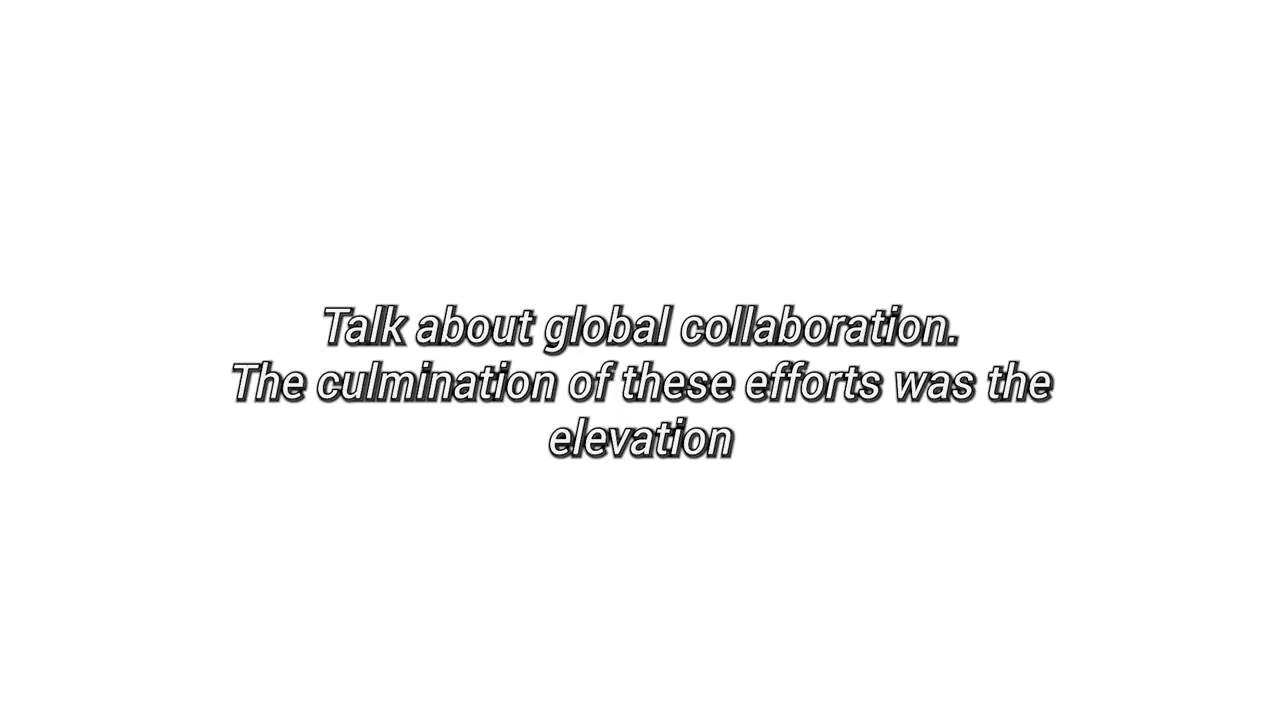 Talk about global collaboration.
The culmination of these efforts was the
elevation